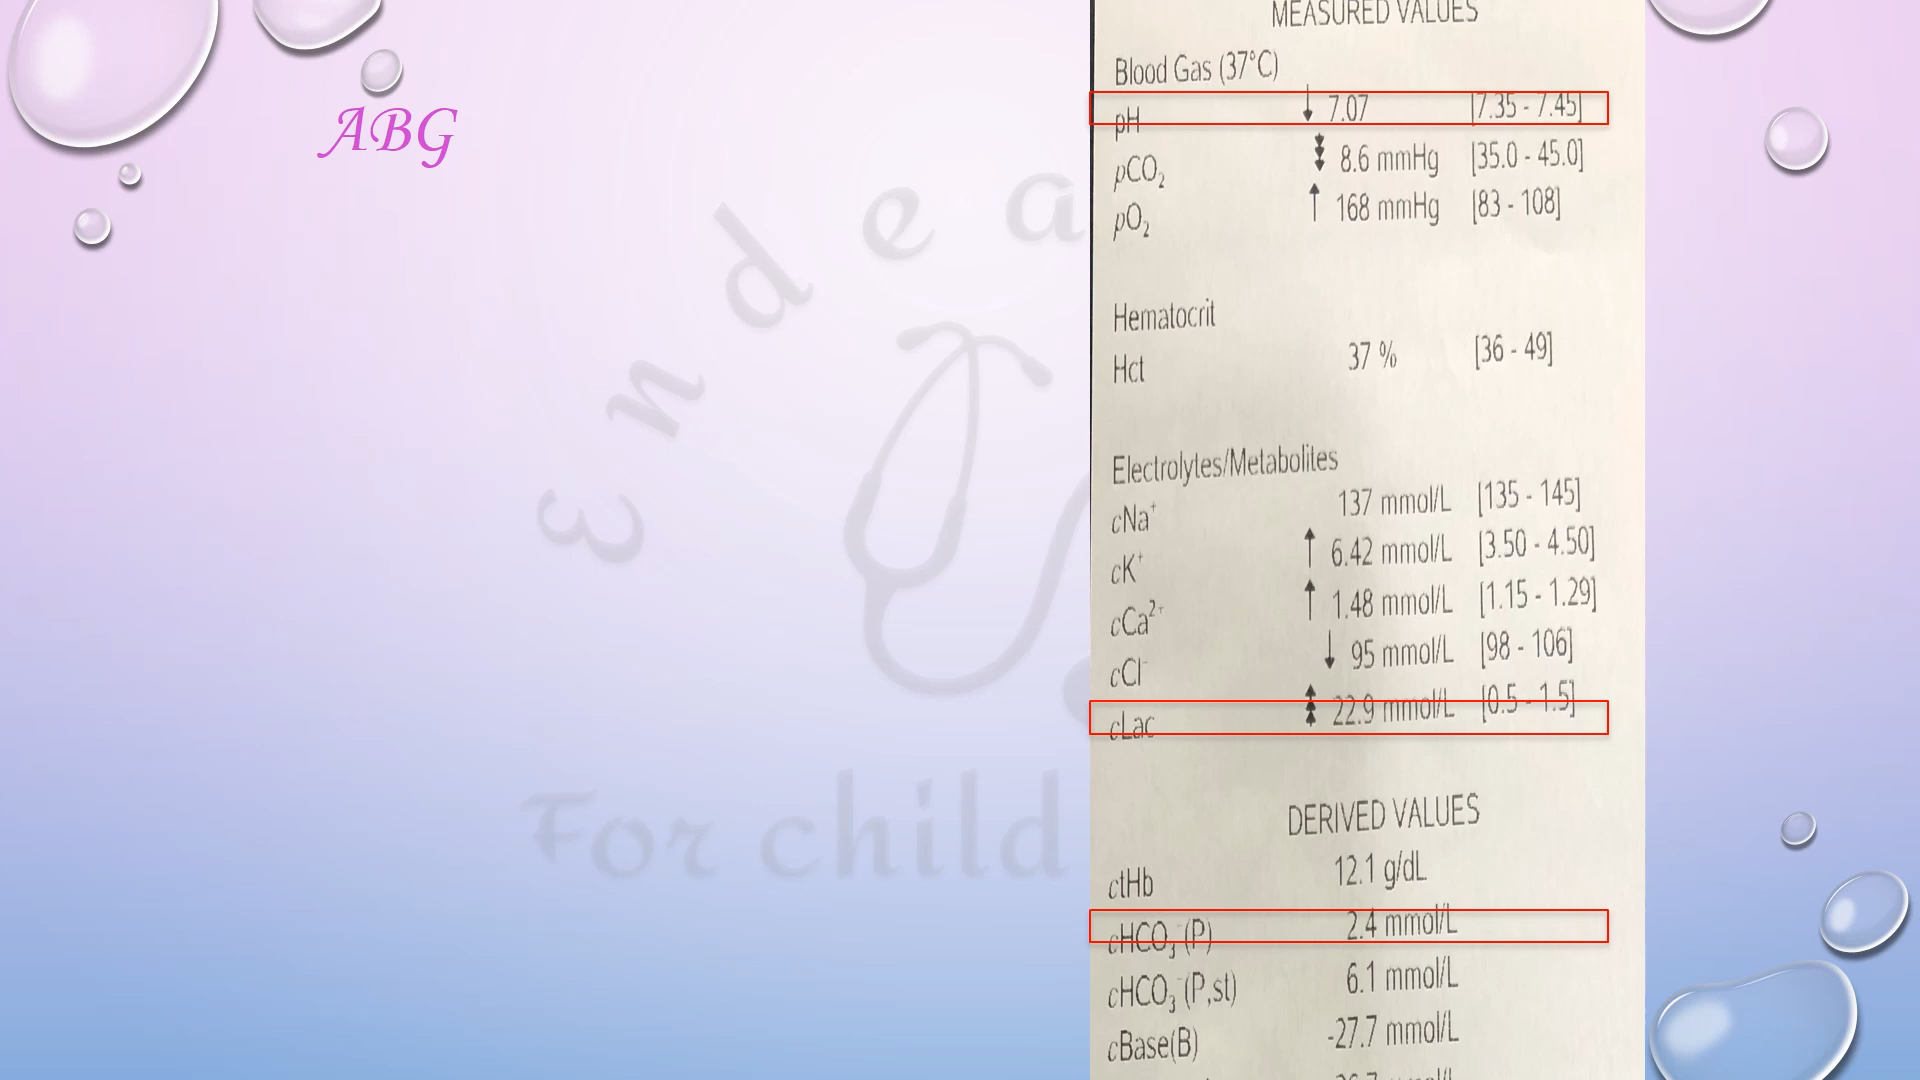 ABG
Endea
For child
MEASURED VALUES
Blood Gas (37°C)
pH ↓ 7.07 [7.35 - 7.45]
pCO₂ 8.6 mmHg [35.0 - 45.0]
pO₂ ↑ 168 mmHg [83 - 108]
Hematocrit
Hct 37 % [36 - 49]
Electrolytes/Metabolites
cNa⁺ 137 mmol/L [135 - 145]
cK⁺ ↑ 6.42 mmol/L [3.50 - 4.50]
cCa²⁺ ↑ 1.48 mmol/L [1.15 - 1.29]
cCl⁻ ↓ 95 mmol/L [98 - 106]
cLac 22.9 mmol/L [0.5 - 1.5]
DERIVED VALUES
ctHb 12.1 g/dL
cHCO₃⁻(P) 2.4 mmol/L
cHCO₃⁻(P,st) 6.1 mmol/L
cBase(B) -27.7 mmol/L